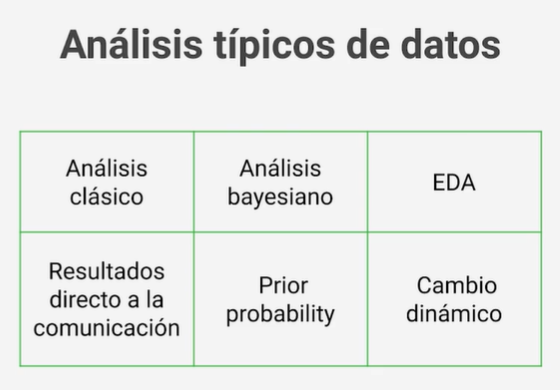 Análisis típicos de datos
Análisis
clásico
Análisis
bayesiano
EDA
Resultados
directo a la
comunicación
Prior
probability
Cambio
dinámico